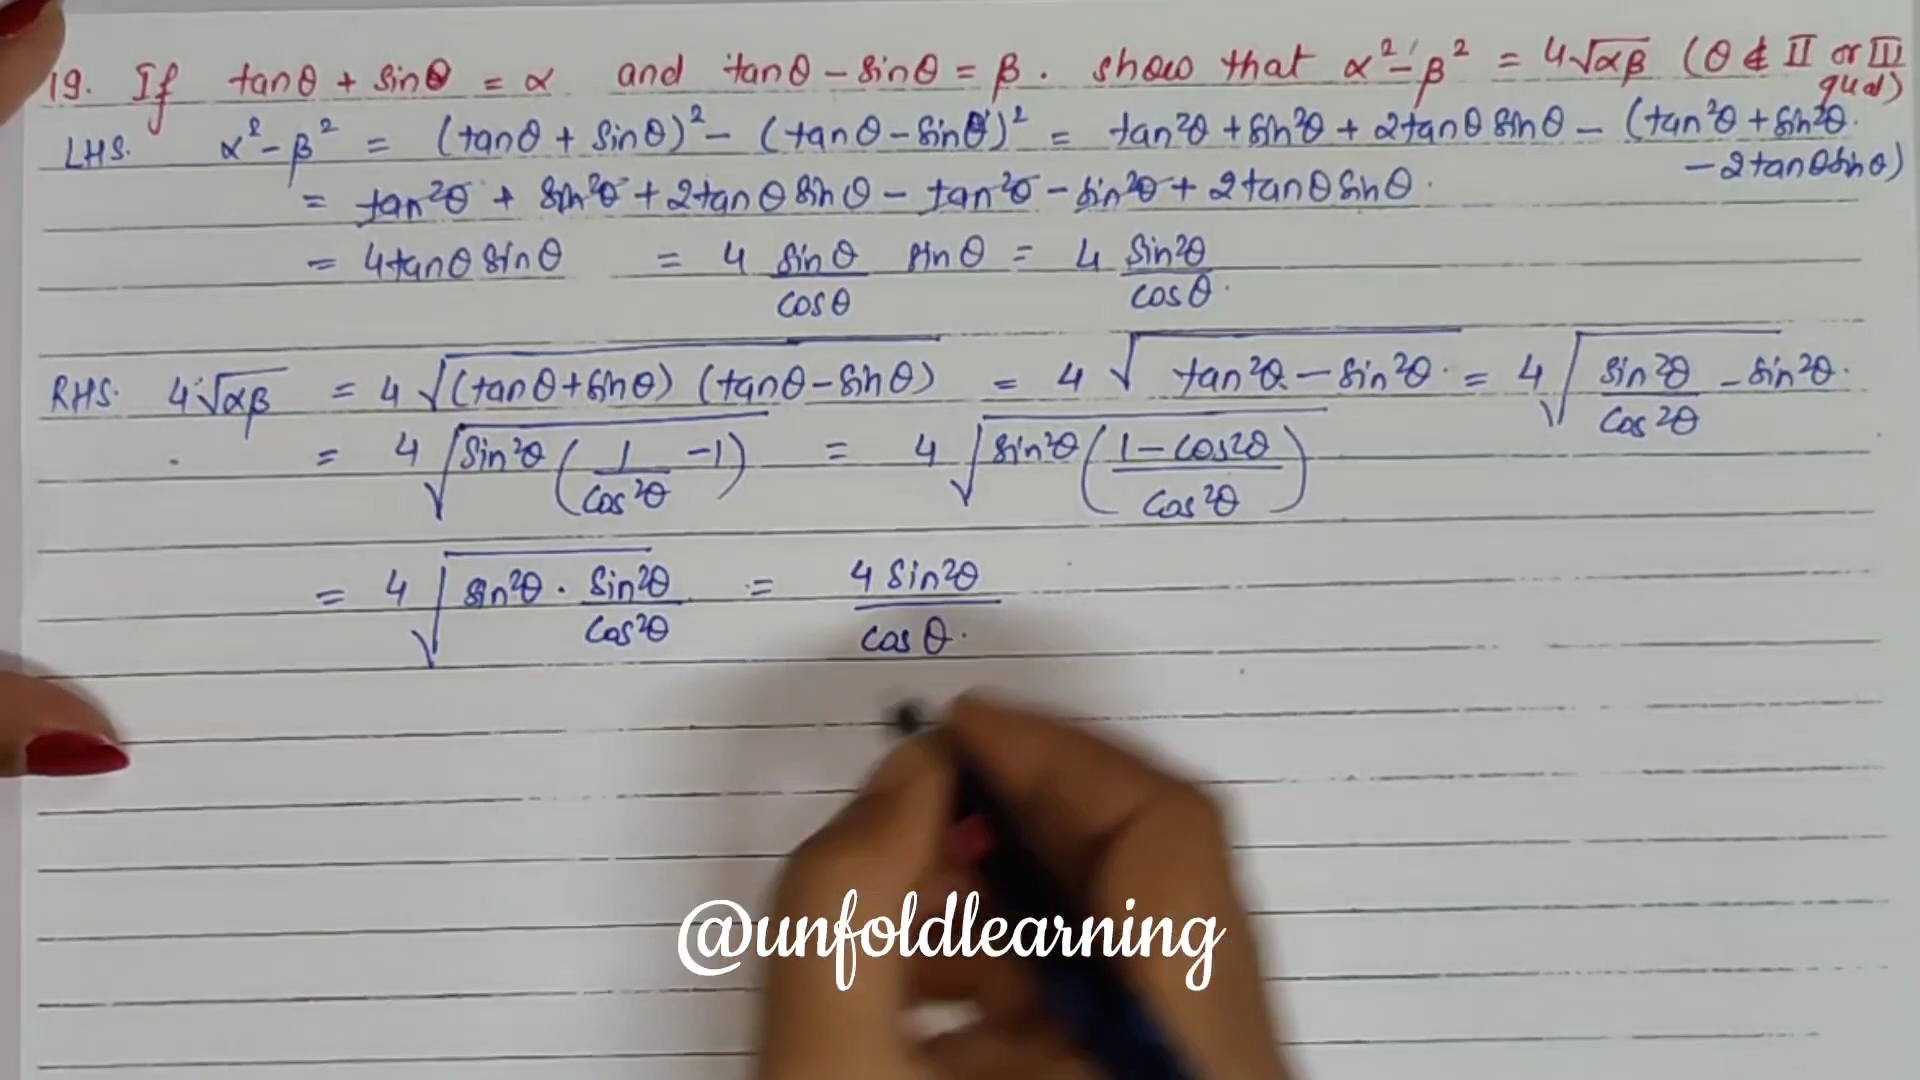 19. If tanθ + sinθ = α and tanθ - sinθ = β. show that α² - β² = 4√αβ (θ ∉ II or III quad)
LHS. α² - β² = (tanθ + sinθ)² - (tanθ - sinθ)² = tan²θ + sin²θ + 2tanθ sinθ - (tan²θ + sin²θ - 2tanθ sinθ)
= tan²θ + sin²θ + 2tanθ sinθ - tan²θ - sin²θ + 2tanθ sinθ.
= 4tanθ sinθ = 4 sinθ/cosθ sinθ = 4 sin²θ/cosθ.
RHS. 4√αβ = 4√(tanθ + sinθ) (tanθ - sinθ) = 4√tan²θ - sin²θ = 4√sin²θ/cos²θ - sin²θ.
= 4√sin²θ (1/cos²θ - 1) = 4√sin²θ (1 - cos²θ/cos²θ)
= 4√sin²θ · sin²θ/cos²θ = 4 sin²θ/cosθ.
@unfoldlearning